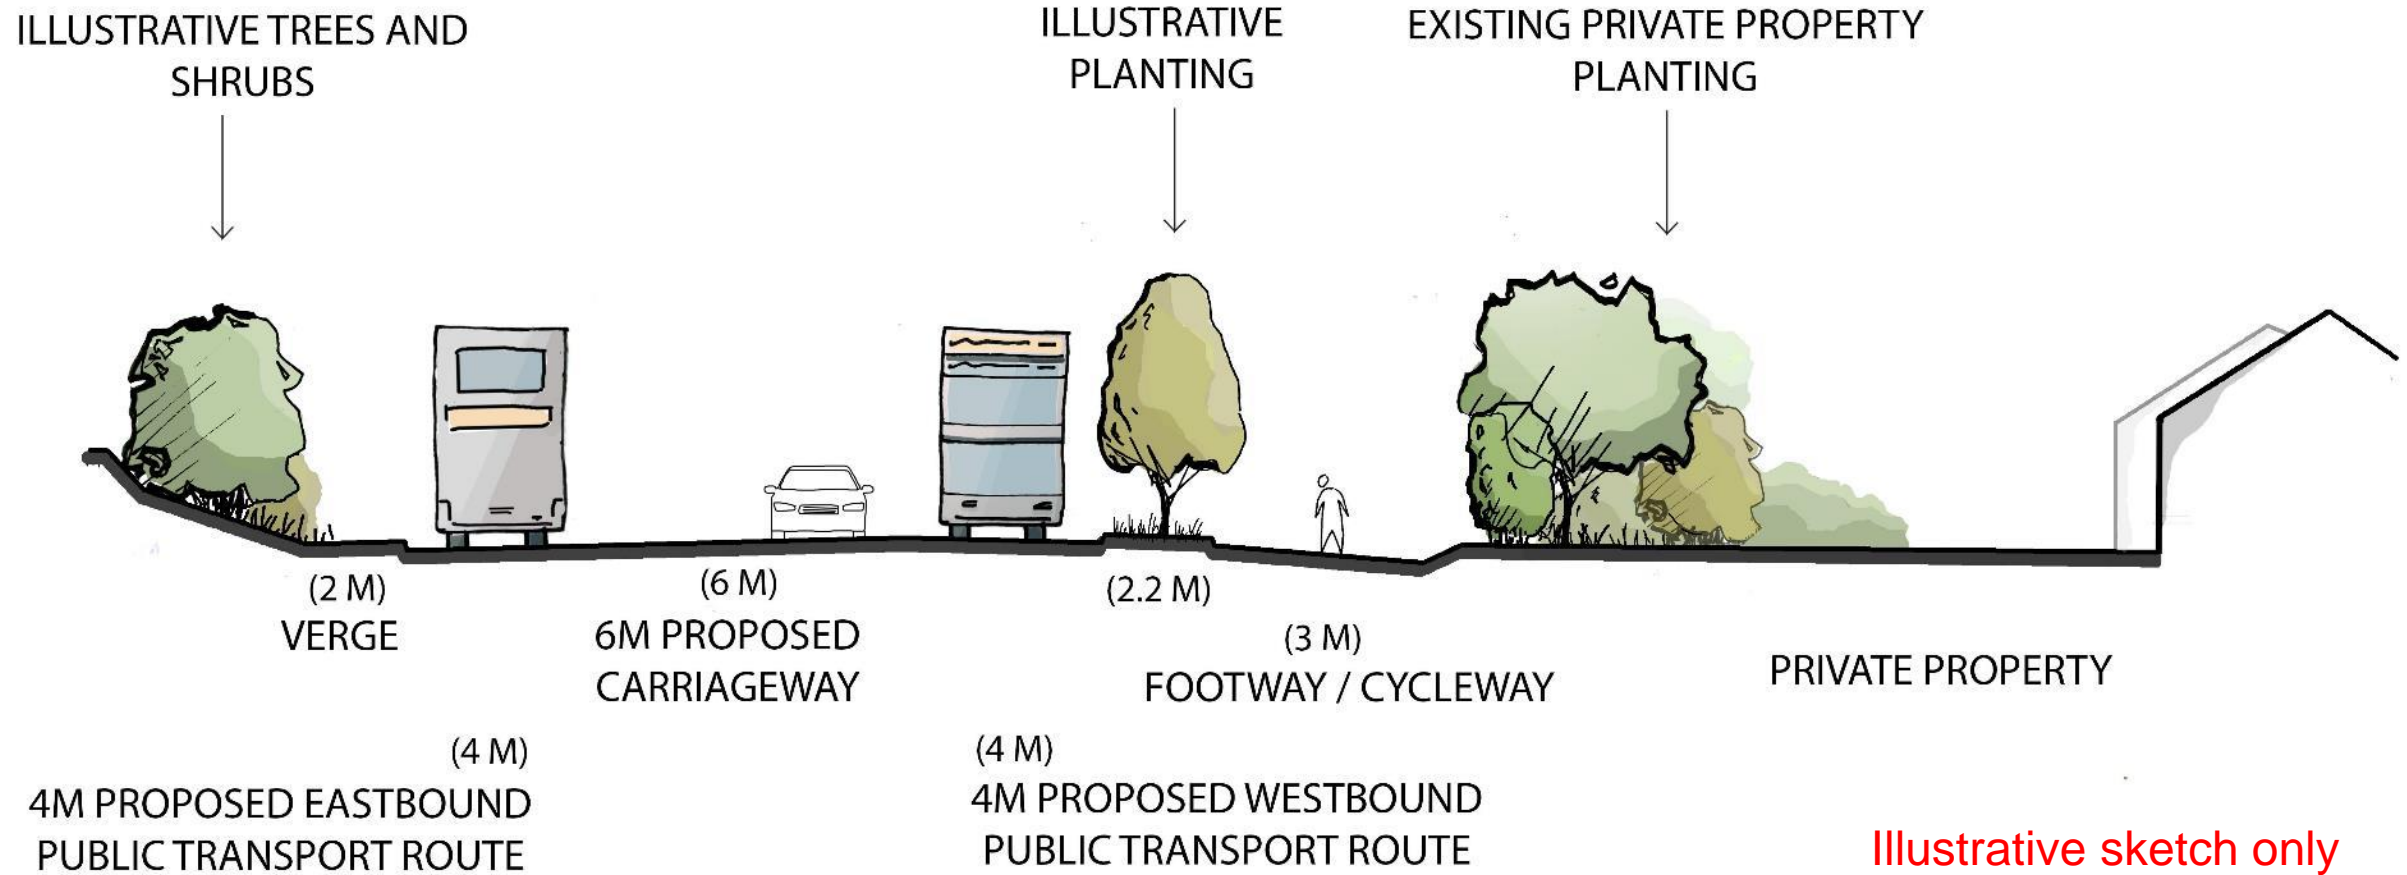 ILLUSTRATIVE TREES AND
SHRUBS
ILLUSTRATIVE
PLANTING
EXISTING PRIVATE PROPERTY
PLANTING
(2 M)
VERGE
(6 M)
6M PROPOSED
CARRIAGEWAY
(2.2 M)
(3 M)
FOOTWAY / CYCLEWAY
PRIVATE PROPERTY
(4 M)
4M PROPOSED EASTBOUND
PUBLIC TRANSPORT ROUTE
(4 M)
4M PROPOSED WESTBOUND
PUBLIC TRANSPORT ROUTE
Illustrative sketch only